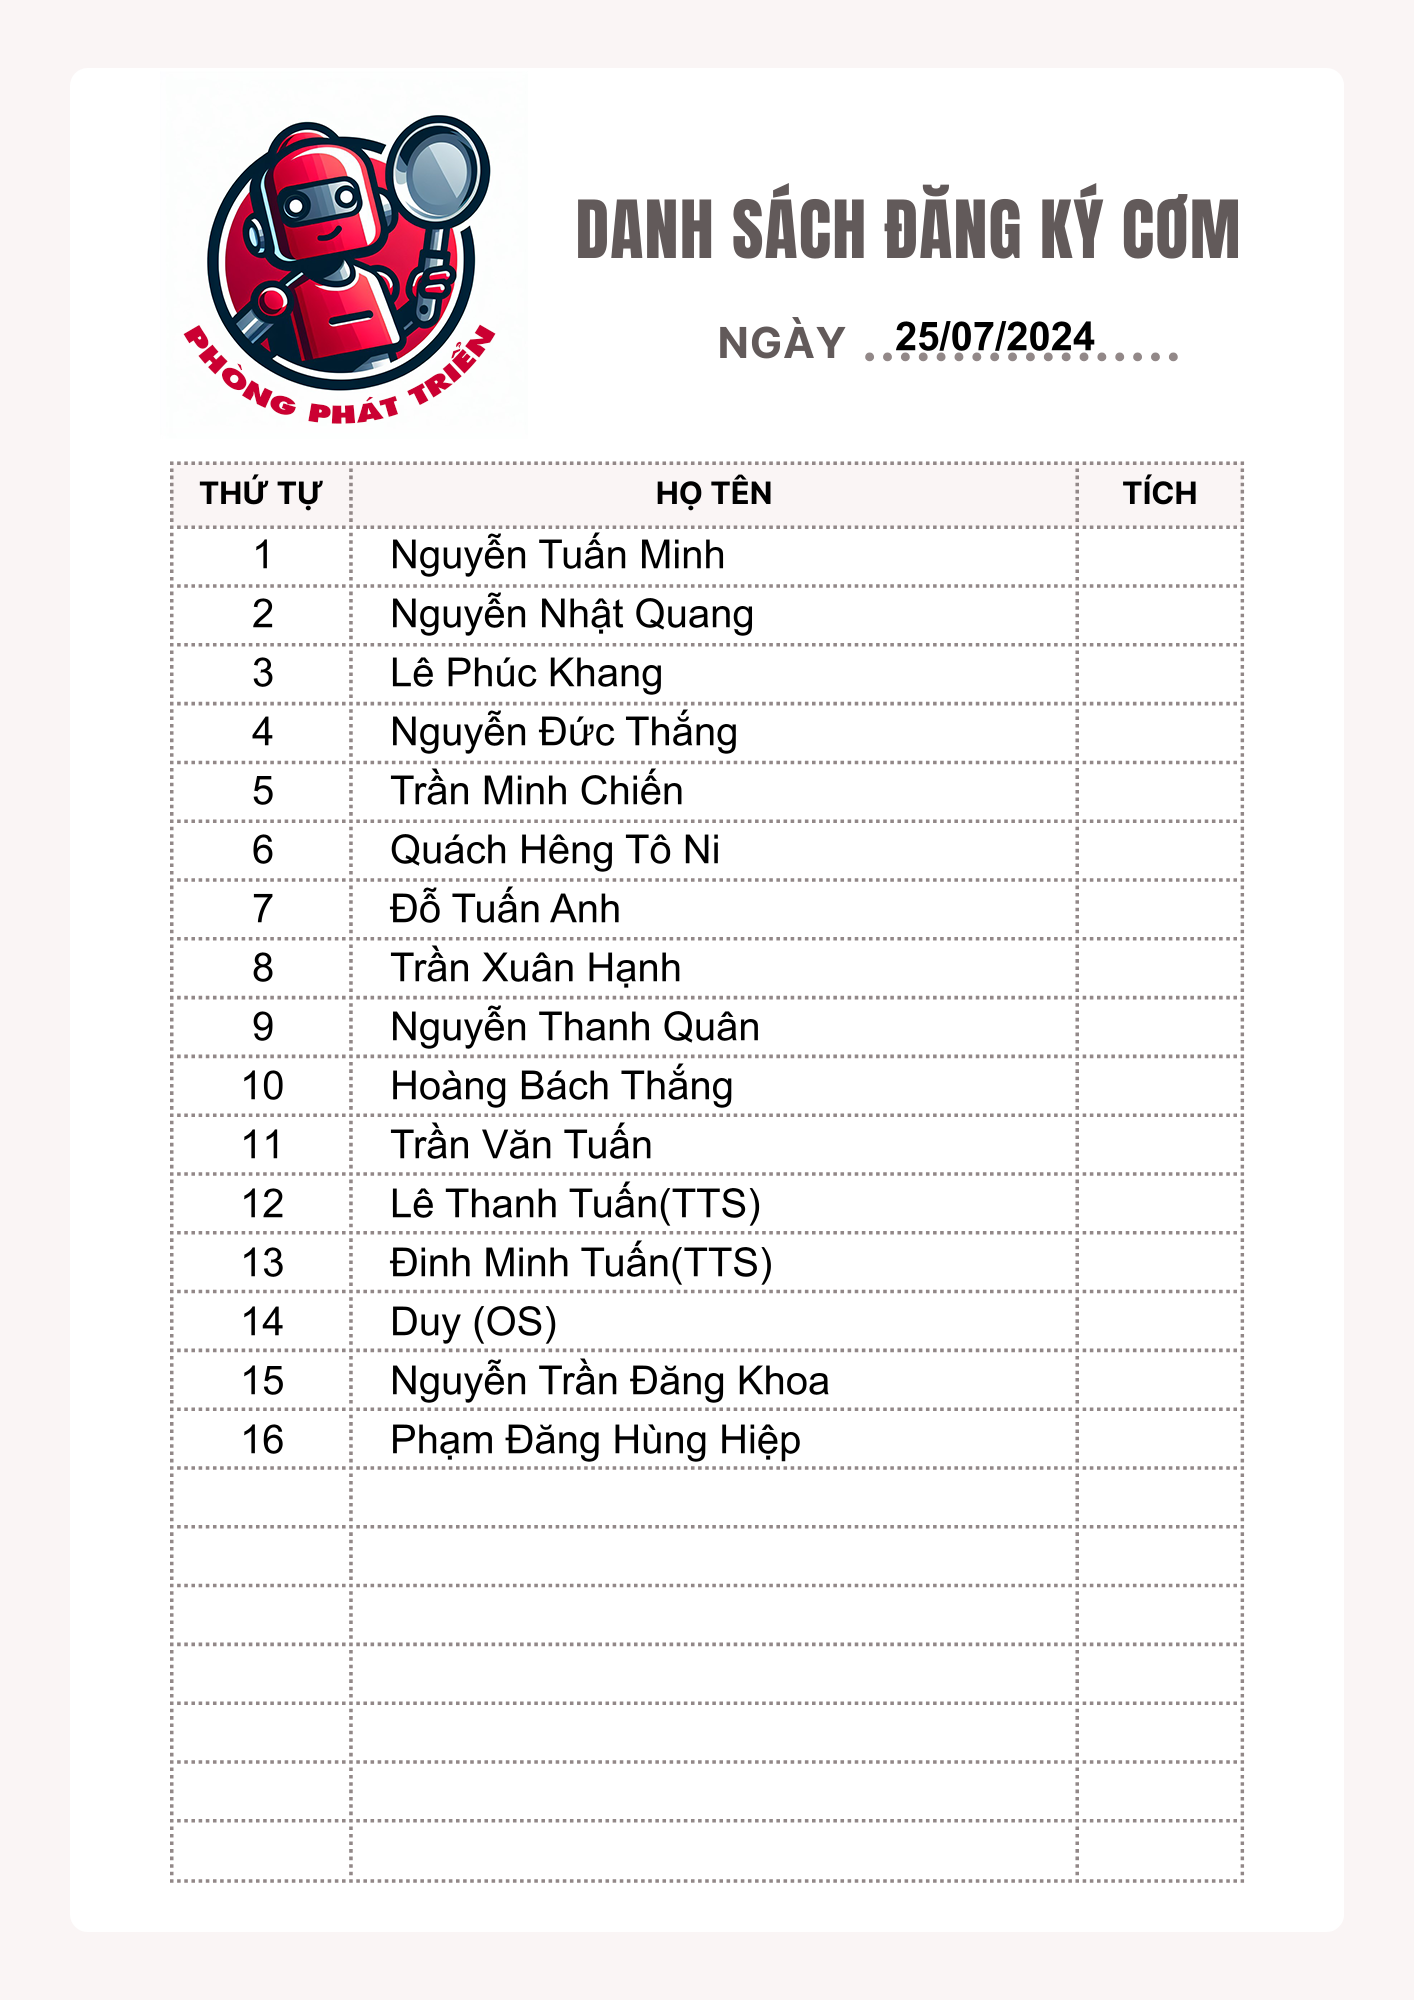 PHÒNG PHÁT TRIỂN
DANH SÁCH ĐĂNG KÝ CƠM
NGÀY 25/07/2024
THỨ TỰ HỌ TÊN TÍCH
1 Nguyễn Tuấn Minh
2 Nguyễn Nhật Quang
3 Lê Phúc Khang
4 Nguyễn Đức Thắng
5 Trần Minh Chiến
6 Quách Hêng Tô Ni
7 Đỗ Tuấn Anh
8 Trần Xuân Hạnh
9 Nguyễn Thanh Quân
10 Hoàng Bách Thắng
11 Trần Văn Tuấn
12 Lê Thanh Tuấn(TTS)
13 Đinh Minh Tuấn(TTS)
14 Duy (OS)
15 Nguyễn Trần Đăng Khoa
16 Phạm Đăng Hùng Hiệp